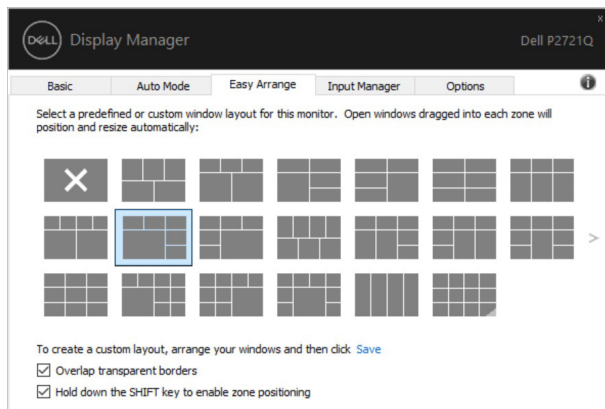 x
DELL Display Manager
Dell P2721Q
Basic Auto Mode Easy Arrange Input Manager Options i
Select a predefined or custom window layout for this monitor. Open windows dragged into each zone will
position and resize automatically:
>
To create a custom layout, arrange your windows and then click Save
Overlap transparent borders
Hold down the SHIFT key to enable zone positioning